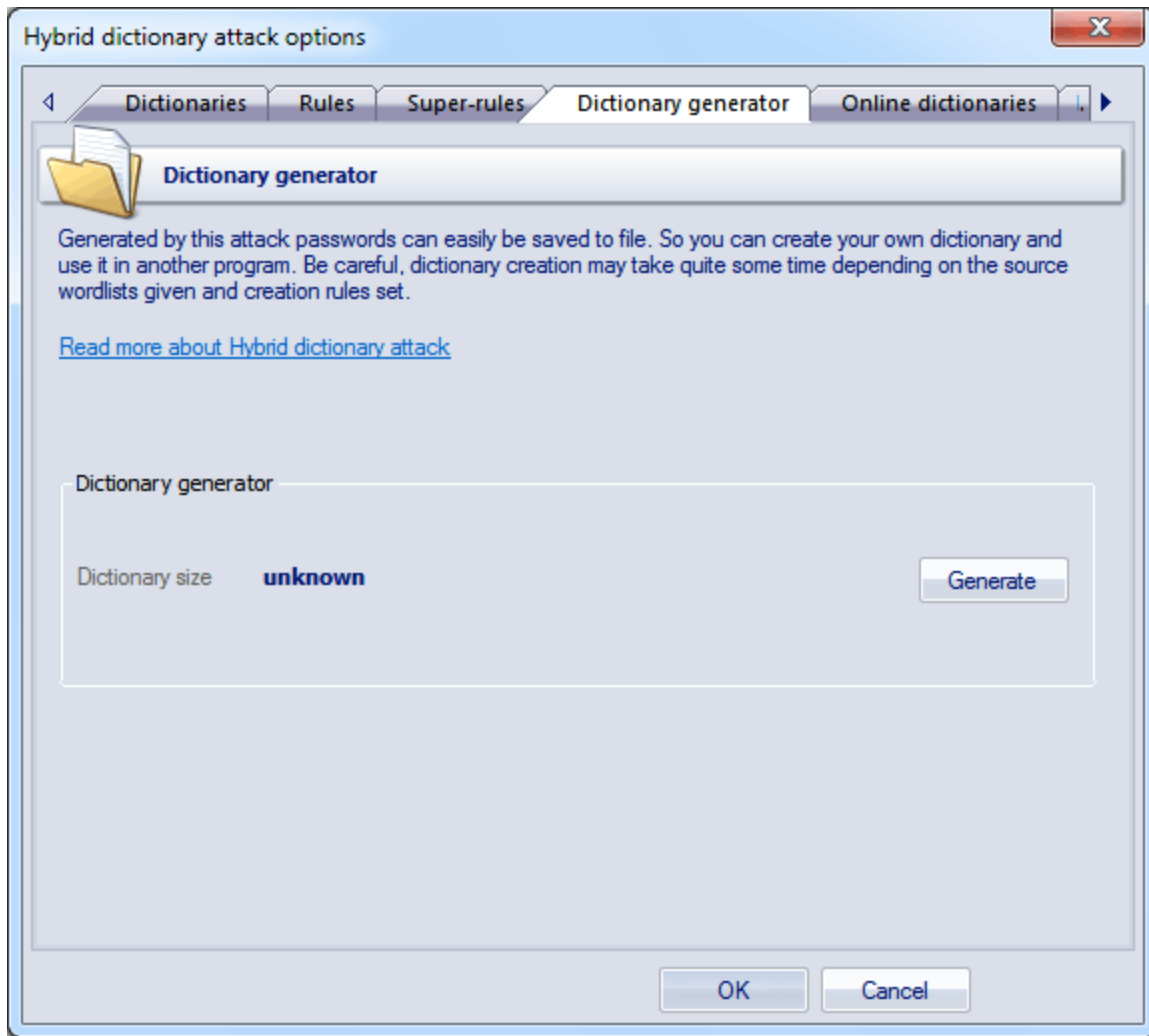 Hybrid dictionary attack options
Dictionaries
Rules
Super-rules
Dictionary generator
Online dictionaries
Dictionary generator
Generated by this attack passwords can easily be saved to file. So you can create your own dictionary and
use it in another program. Be careful, dictionary creation may take quite some time depending on the source
wordlists given and creation rules set.
Read more about Hybrid dictionary attack
Dictionary generator
Dictionary size
unknown
Generate
OK
Cancel